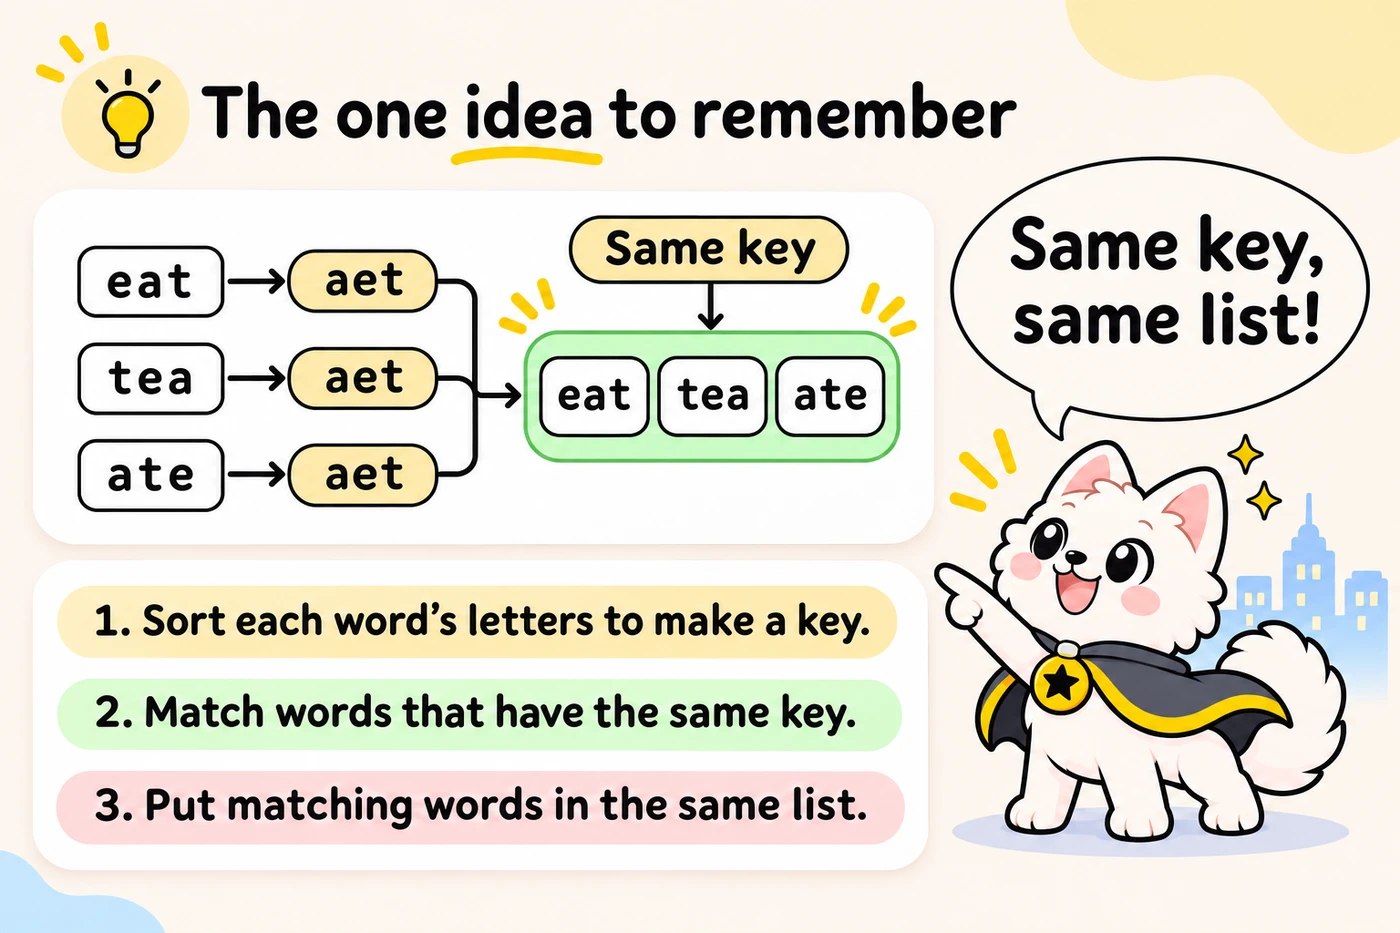 The one idea to remember
eat
aet
tea
aet
ate
aet
Same key
eat tea ate
Same key,
same list!
1. Sort each word’s letters to make a key.
2. Match words that have the same key.
3. Put matching words in the same list.